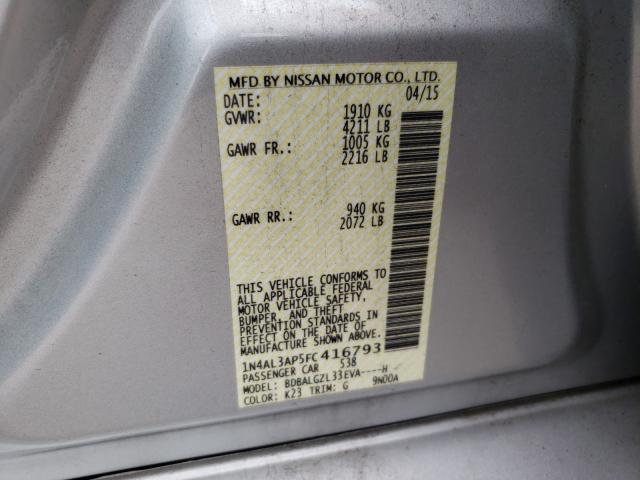 MFD BY NISSAN MOTOR CO., LTD.
DATE: 04/15
GVWR: 1910 KG
4211 LB
GAWR FR.: 1005 KG
2216 LB
GAWR RR.: 940 KG
2072 LB
THIS VEHICLE CONFORMS TO
ALL APPLICABLE FEDERAL
MOTOR VEHICLE SAFETY,
BUMPER, AND THEFT
PREVENTION STANDARDS IN
EFFECT ON THE DATE OF
MANUFACTURE SHOWN ABOVE.
1N4AL3AP5FC416793
PASSENGER CAR 538
MODEL: BDBALGZL33EVA----H
COLOR: K23 TRIM: G 9N00A